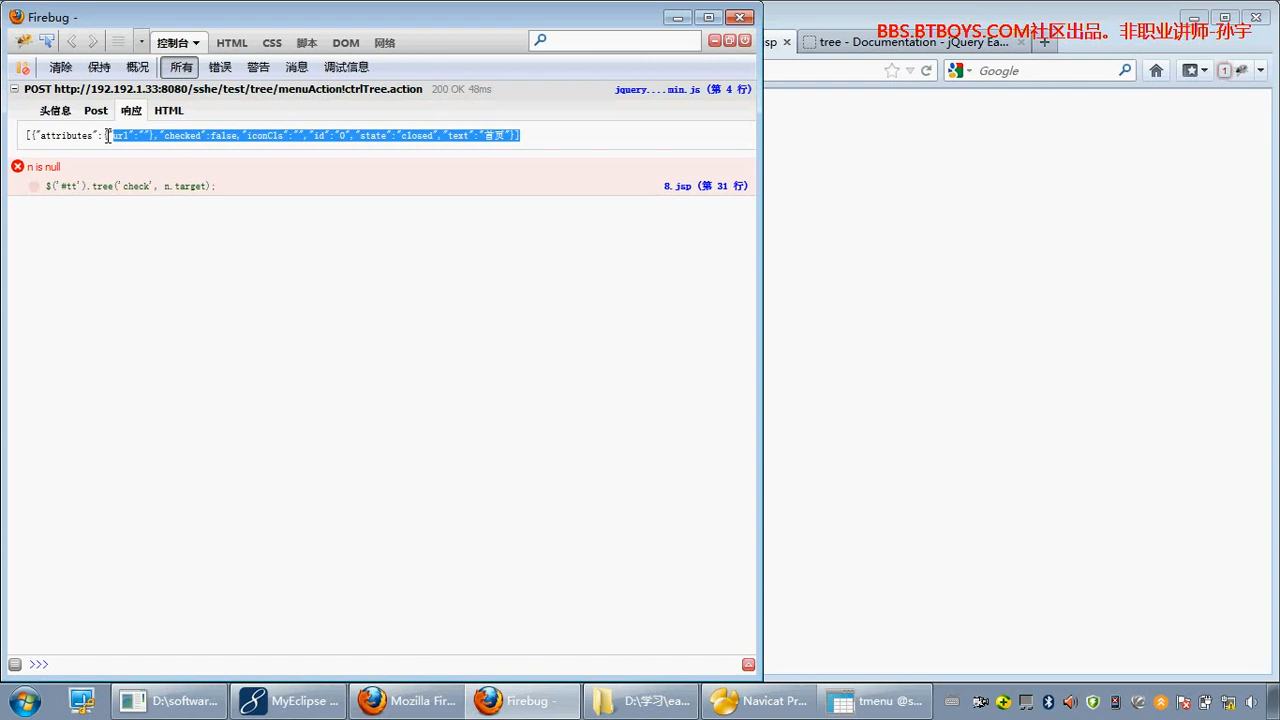 Firebug -
BBS.BTBOYS.COM社区出品。非职业讲师-孙宇
控制台 HTML CSS 脚本 DOM 网络
sp tree - Documentation - jQuery Ea...
清除 保持 概况 所有 错误 警告 消息 调试信息
Google
1
POST http://192.192.1.33:8080/sshe/test/tree/menuAction!ctrlTree.action 200 OK 48ms jquery....min.js (第 4 行)
头信息 Post 响应 HTML
[{"attributes":{"url":""},"checked":false,"iconCls":"","id":"0","state":"closed","text":"首页"}]
n is null
$('#tt').tree('check', n.target); 8.jsp (第 31 行)
>>>
D:\softwar... MyEclipse ... Mozilla Fir... Firebug - D:\学习\ea... Navicat Pr... tmenu @s...